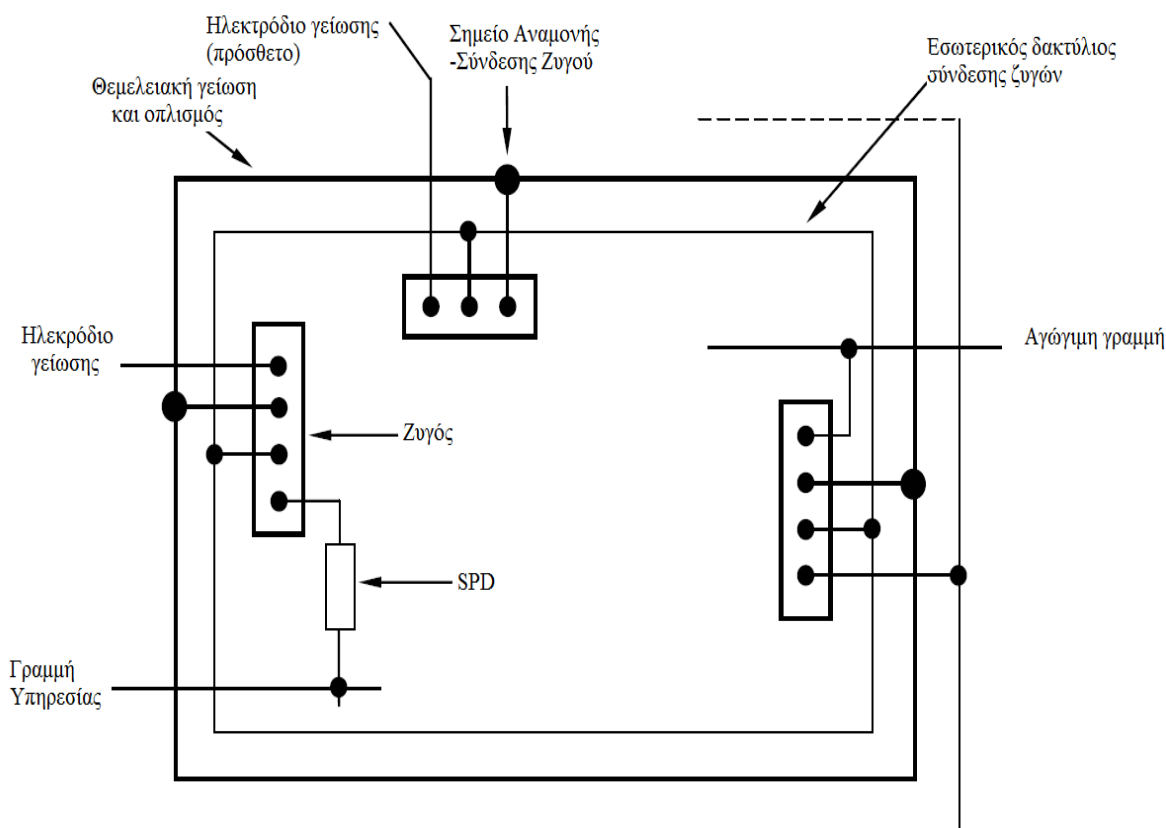 Ηλεκτρόδιο γείωσης
(πρόσθετο)
Σημείο Αναμονής
-Σύνδεσης Ζυγού
Εσωτερικός δακτύλιος
σύνδεσης ζυγών
Θεμελειακή γείωση
και οπλισμός
Ηλεκρόδιο
γείωσης
Αγώγιμη γραμμή
Ζυγός
SPD
Γραμμή
Υπηρεσίας